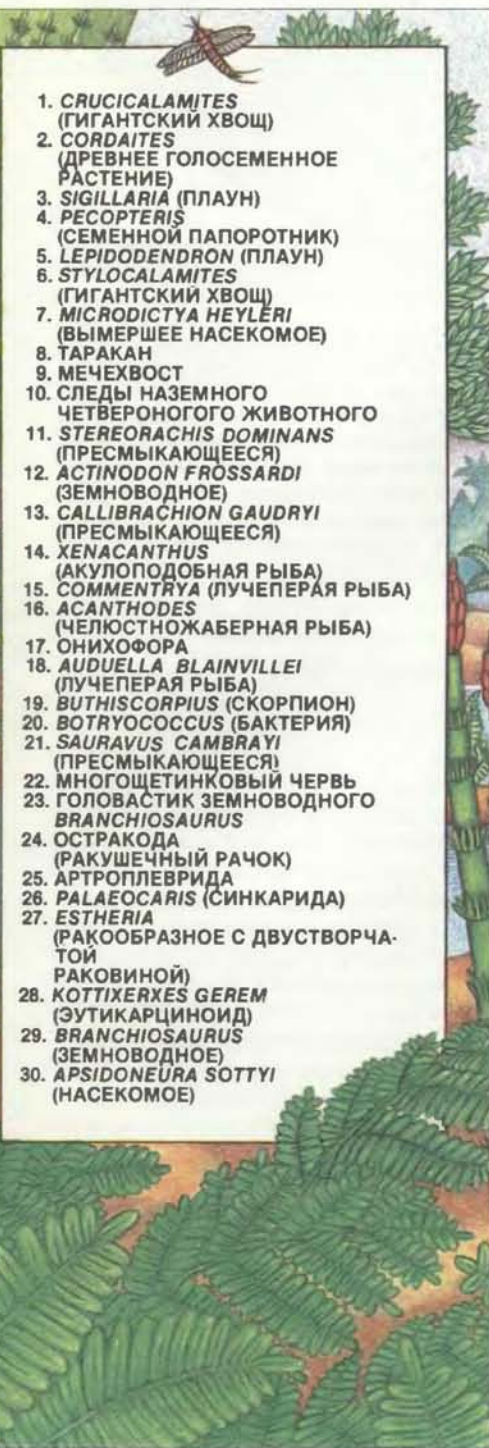 1. CRUCICALAMITES
(ГИГАНТСКИЙ ХВОЩ)
2. CORDAITES
(ДРЕВНЕЕ ГОЛОСЕМЕННОЕ
РАСТЕНИЕ)
3. SIGILLARIA (ПЛАУН)
4. PECOPTERIS
(СЕМЕННОЙ ПАПОРОТНИК)
5. LEPIDODENDRON (ПЛАУН)
6. STYLOCALAMITES
(ГИГАНТСКИЙ ХВОЩ)
7. MICRODICTYA HEYLERI
(ВЫМЕРШЕЕ НАСЕКОМОЕ)
8. ТАРАКАН
9. МЕЧЕХВОСТ
10. СЛЕДЫ НАЗЕМНОГО
ЧЕТВЕРОНОГОГО ЖИВОТНОГО
11. STEREORACHIS DOMINANS
(ПРЕСМЫКАЮЩЕЕСЯ)
12. ACTINODON FROSSARDI
(ЗЕМНОВОДНОЕ)
13. CALLIBRACHION GAUDRYI
(ПРЕСМЫКАЮЩЕЕСЯ)
14. XENACANTHUS
(АКУЛОПОДОБНАЯ РЫБА)
15. COMMENTRYA (ЛУЧЕПЕРАЯ РЫБА)
16. ACANTHODES
(ЧЕЛЮСТНОЖАБЕРНАЯ РЫБА)
17. ОНИХОФОРА
18. AUDUELLA BLAINVILLEI
(ЛУЧЕПЕРАЯ РЫБА)
19. BUTHISCORPIUS (СКОРПИОН)
20. BOTRYOCOCCUS (БАКТЕРИЯ)
21. SAURAVUS CAMBRAYI
(ПРЕСМЫКАЮЩЕЕСЯ)
22. МНОГОЩЕТИНКОВЫЙ ЧЕРВЬ
23. ГОЛОВАСТИК ЗЕМНОВОДНОГО
BRANCHIOSAURUS
24. ОСТРАКОДА
(РАКУШЕЧНЫЙ РАЧОК)
25. АРТРОПЛЕВРИДА
26. PALAEOCARIS (СИНКАРИДА)
27. ESTHERIA
(РАКООБРАЗНОЕ С ДВУСТВОРЧА-
ТОЙ
РАКОВИНОЙ)
28. KOTTIXERXES GEREM
(ЭУТИКАРЦИНОИД)
29. BRANCHIOSAURUS
(ЗЕМНОВОДНОЕ)
30. APSIDONEURA SOTTYI
(НАСЕКОМОЕ)